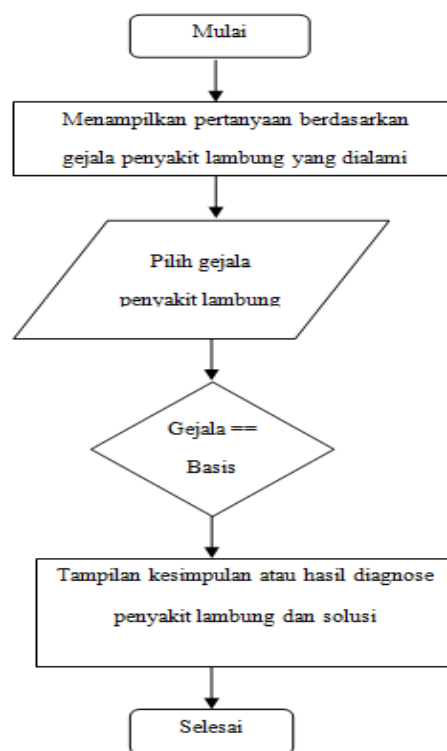 Mulai
Menampilkan pertanyaan berdasarkan
gejala penyakit lambung yang dialami
Pilih gejala
penyakit lambung
Gejala ==
Basis
Tampilan kesimpulan atau hasil diagnose
penyakit lambung dan solusi
Selesai